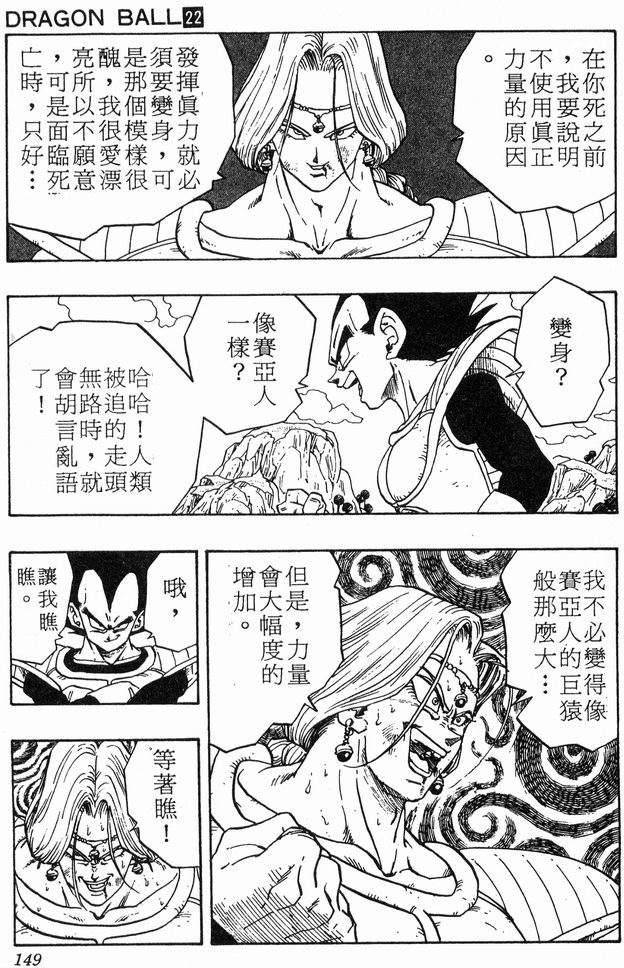 DRAGON BALL 22
在你死之前
，我要說明
不使用眞正
力量的原因
。
發揮眞力就必
須要變身，可
是那個模樣很
醜，我很愛漂
亮所以不願意
，可是面臨死
亡時，只好…
變身？
像賽亞人
一樣？
哈哈！人類
被追的走頭
無路時，就
會胡言亂語
了！
我不必變得像
賽亞人的巨猿
般那麼大…
但是，力量
會大幅度的
增加。
哦，
讓我瞧
瞧。
等著瞧！
149